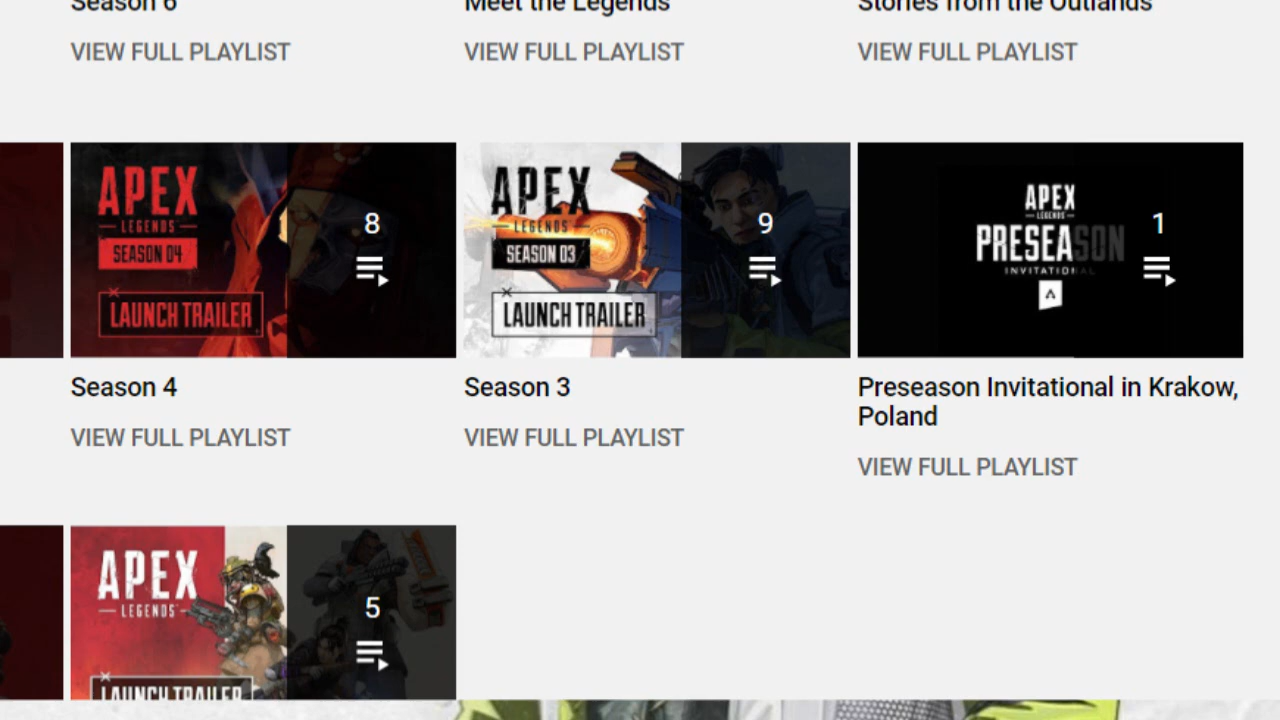 Season 6
Meet the Legends
Stories from the Outlands
VIEW FULL PLAYLIST
VIEW FULL PLAYLIST
VIEW FULL PLAYLIST
APEX
LEGENDS
SEASON 04
LAUNCH TRAILER
8
APEX
LEGENDS
SEASON 03
LAUNCH TRAILER
9
APEX
LEGENDS
PRESEASON
INVITATIONAL
1
Season 4
Season 3
Preseason Invitational in Krakow,
Poland
VIEW FULL PLAYLIST
VIEW FULL PLAYLIST
VIEW FULL PLAYLIST
APEX
LEGENDS
LAUNCH TRAILER
5